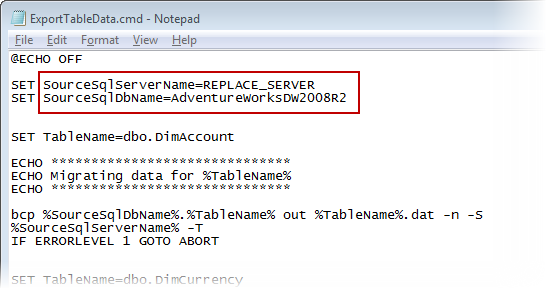 ExportTableData.cmd - Notepad
File Edit Format View Help
@ECHO OFF
SET SourceSqlServerName=REPLACE_SERVER
SET SourceSqlDbName=AdventureWorksDW2008R2
SET TableName=dbo.DimAccount
ECHO *******************************
ECHO Migrating data for %TableName%
ECHO *******************************
bcp %SourceSqlDbName%.%TableName% out %TableName%.dat -n -S
%SourceSqlServerName% -T
IF ERRORLEVEL 1 GOTO ABORT
SET TableName=dbo.DimCurrency